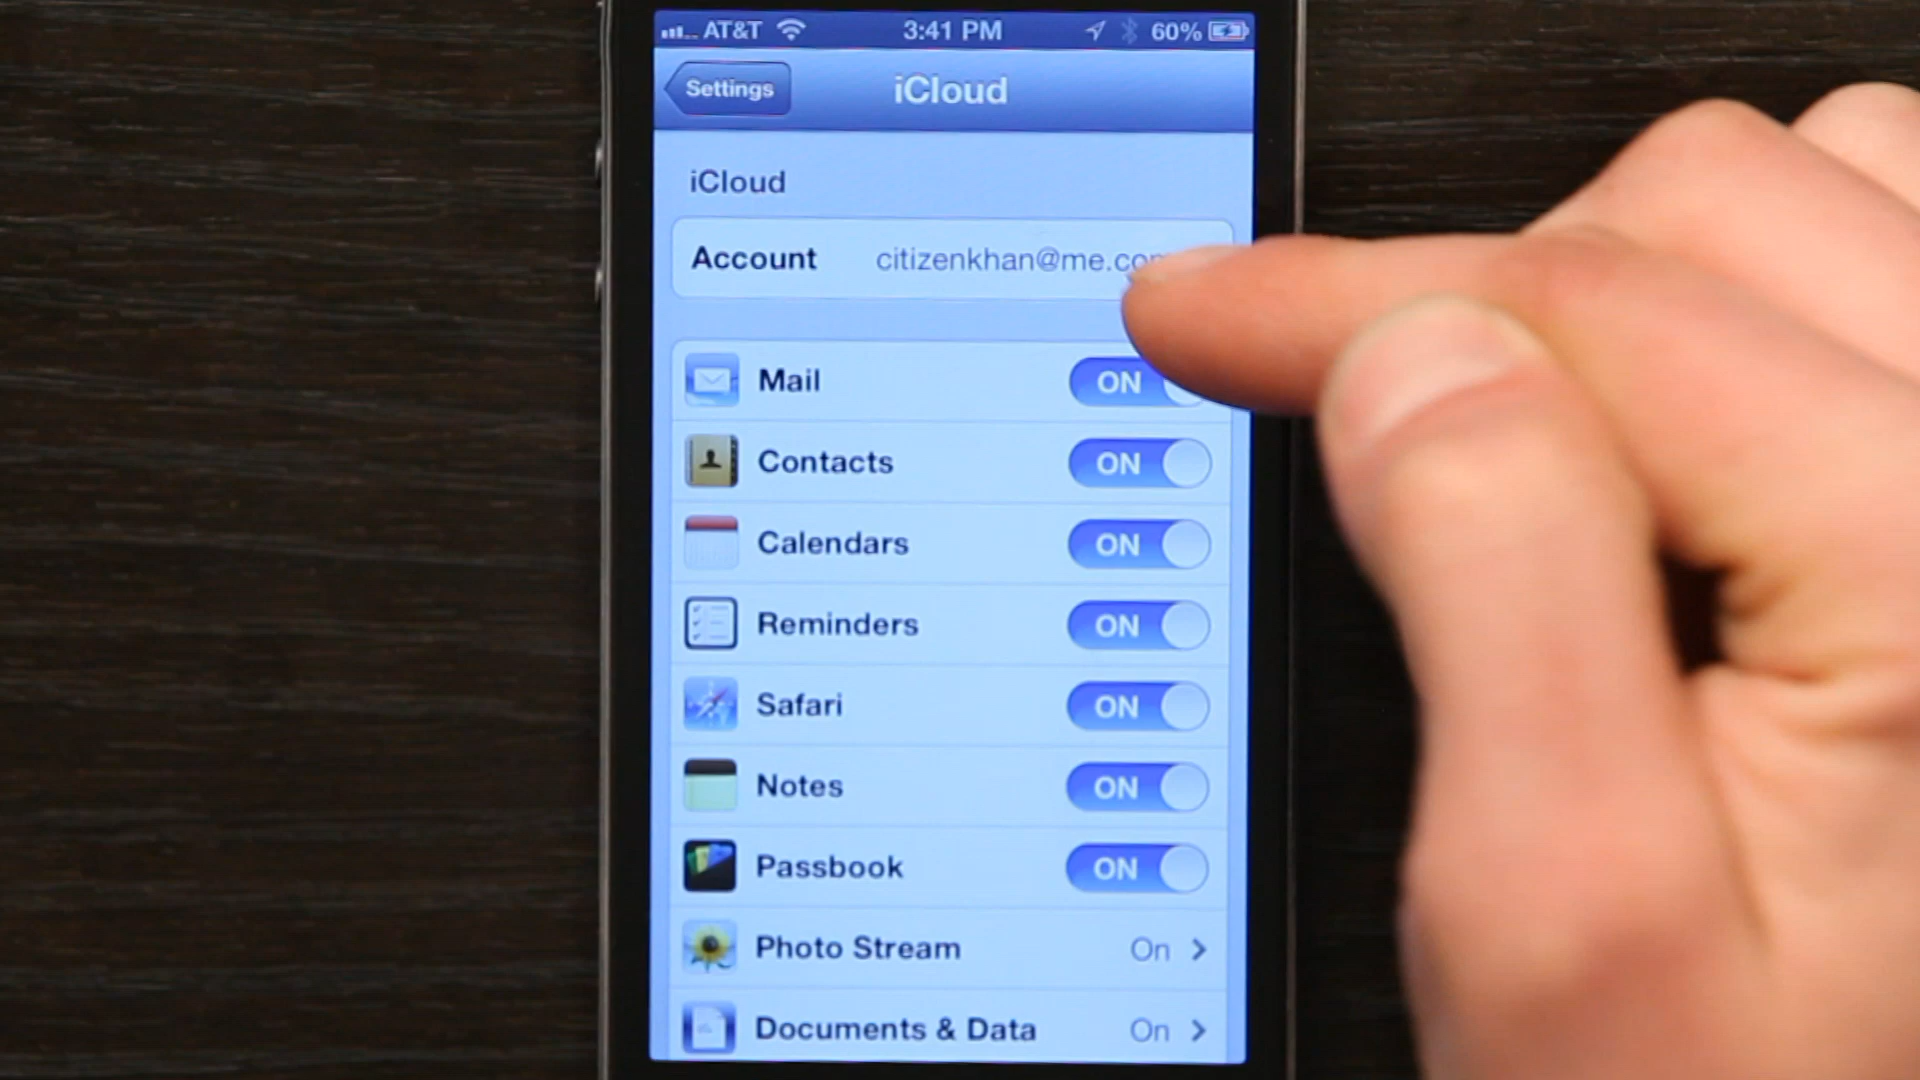 AT&T 3:41 PM 60%
Settings iCloud
iCloud
Account citizenkhan@me.com
Mail ON
Contacts ON
Calendars ON
Reminders ON
Safari ON
Notes ON
Passbook ON
Photo Stream On
Documents & Data On